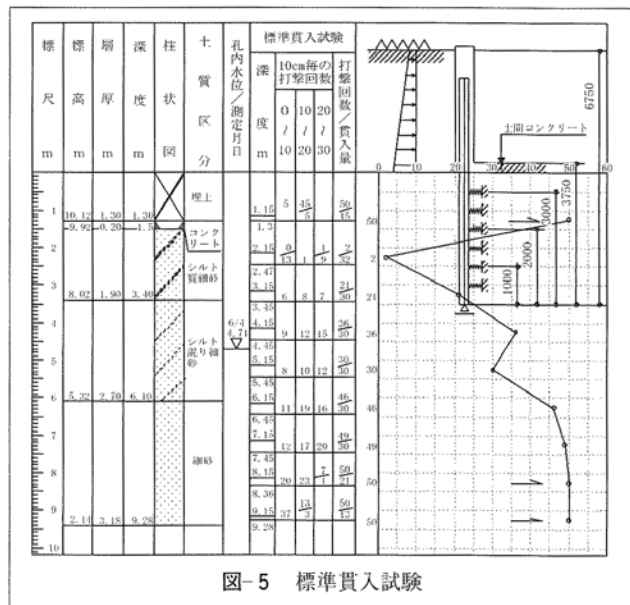 標尺 m
標高 m
層厚 m
深度 m
柱状図
土質区分
孔内水位／測定月日
標準貫入試験
深度 m
10cm毎の打撃回数
0～10
10～20
20～30
打撃回数／貫入量
6750
土間コンクリート
0 10 20 30 40 50 60
3750
3000
2000
1000
1
10.12 1.30 1.30
埋土
1.15 5 45/5 50/15
9.92 0.20 1.5
コンクリート
1.3
2
2.15 0/13 1 1/9 2/32
シルト質細砂
2.47
3
3.15 6 8 7 21/30
8.02 1.90 3.40
3.45
4
6/4
4.71
4.15 9 12 15 36/30
シルト混り細砂
4.45
5
5.15 8 10 12 30/30
5.45
6
5.32 2.70 6.10
6.15 11 19 16 46/30
6.45
7
7.15 12 17 20 49/30
細砂
7.45
8
8.15 20 23 7/1 50/21
8.36
9
9.15 37 13/3 50/13
2.14 3.18 9.28
9.28
10
50
2
21
26
30
46
49
50
50
図-5 標準貫入試験